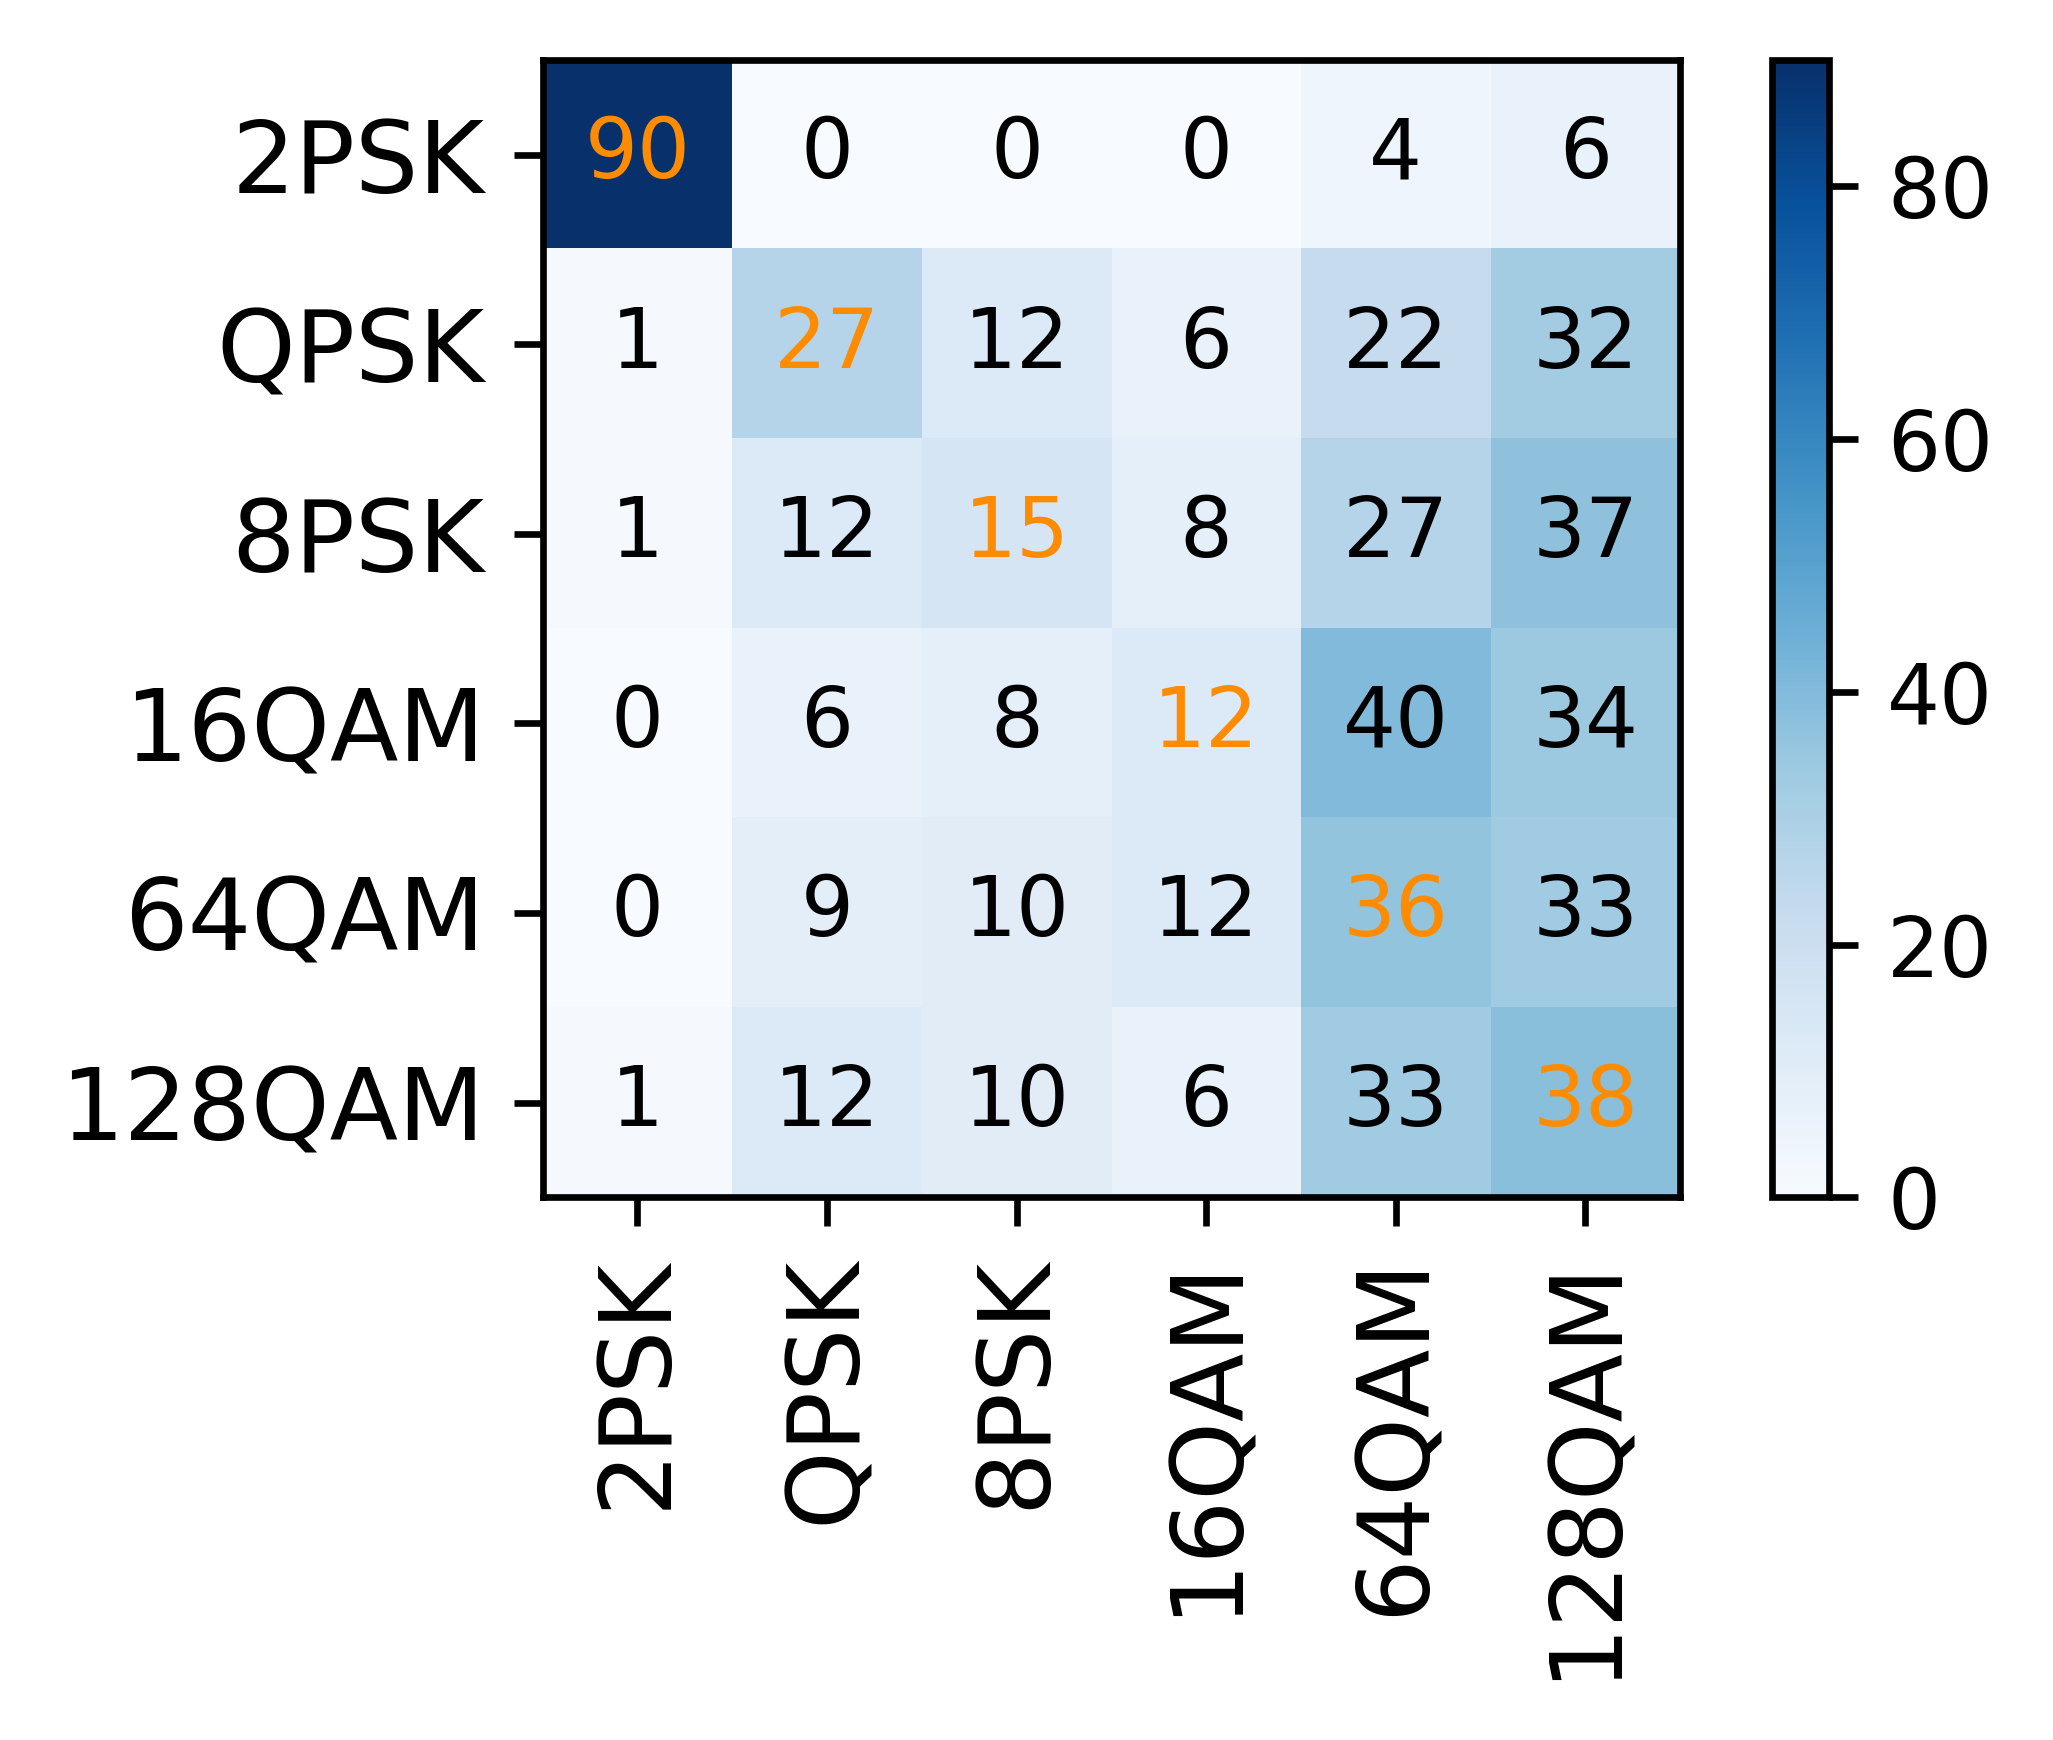 2PSK 90 0 0 0 4 6
QPSK 1 27 12 6 22 32
8PSK 1 12 15 8 27 37
16QAM 0 6 8 12 40 34
64QAM 0 9 10 12 36 33
128QAM 1 12 10 6 33 38
2PSK QPSK 8PSK 16QAM 64QAM 128QAM
80
60
40
20
0